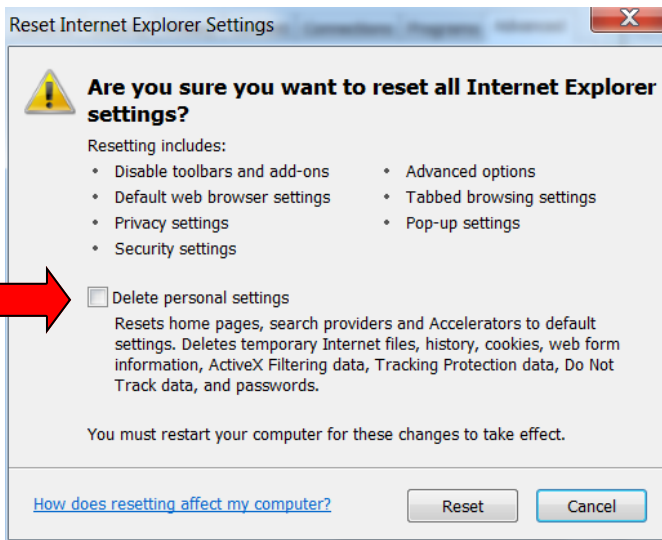 Reset Internet Explorer Settings
Connections Programs Advanced
Are you sure you want to reset all Internet Explorer
settings?
Resetting includes:
• Disable toolbars and add-ons
• Advanced options
• Default web browser settings
• Tabbed browsing settings
• Privacy settings
• Pop-up settings
• Security settings
Delete personal settings
Resets home pages, search providers and Accelerators to default
settings. Deletes temporary Internet files, history, cookies, web form
information, ActiveX Filtering data, Tracking Protection data, Do Not
Track data, and passwords.
You must restart your computer for these changes to take effect.
How does resetting affect my computer?
Reset
Cancel